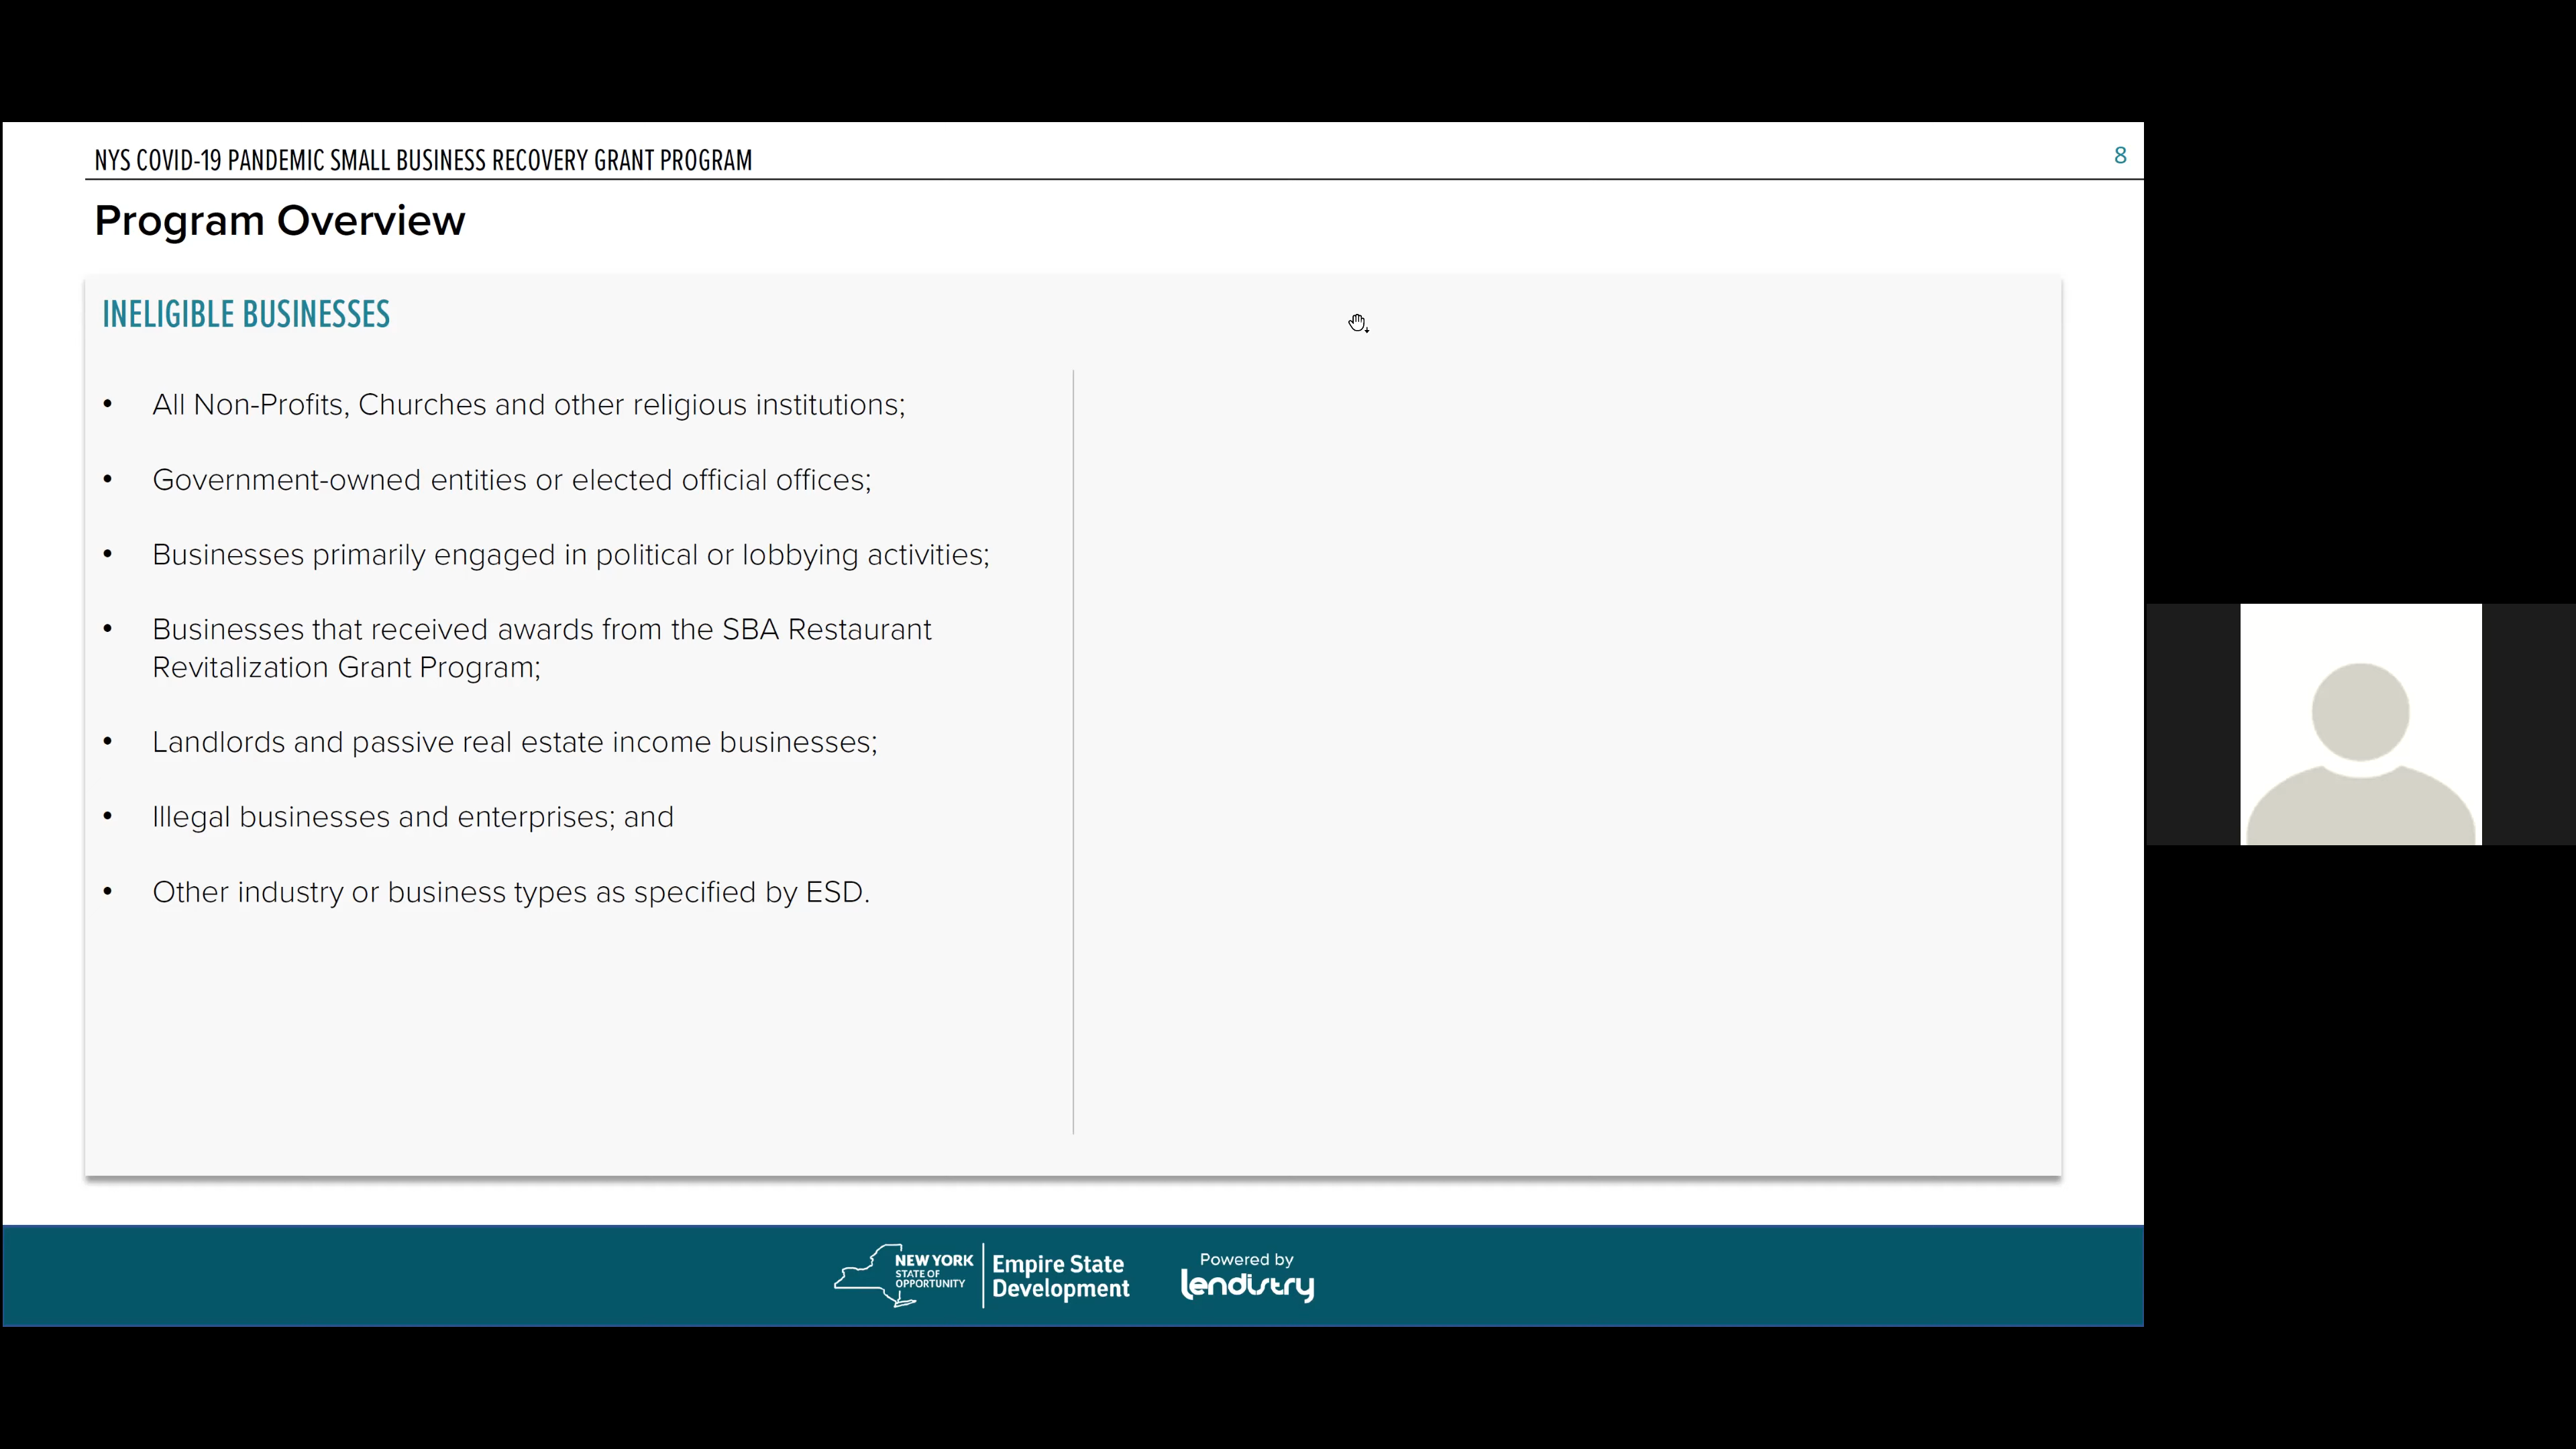 NYS COVID-19 PANDEMIC SMALL BUSINESS RECOVERY GRANT PROGRAM
8
Program Overview
INELIGIBLE BUSINESSES
• All Non-Profits, Churches and other religious institutions;
• Government-owned entities or elected official offices;
• Businesses primarily engaged in political or lobbying activities;
• Businesses that received awards from the SBA Restaurant
Revitalization Grant Program;
• Landlords and passive real estate income businesses;
• Illegal businesses and enterprises; and
• Other industry or business types as specified by ESD.
NEW YORK
STATE OF
OPPORTUNITY
Empire State
Development
Powered by
lendistry